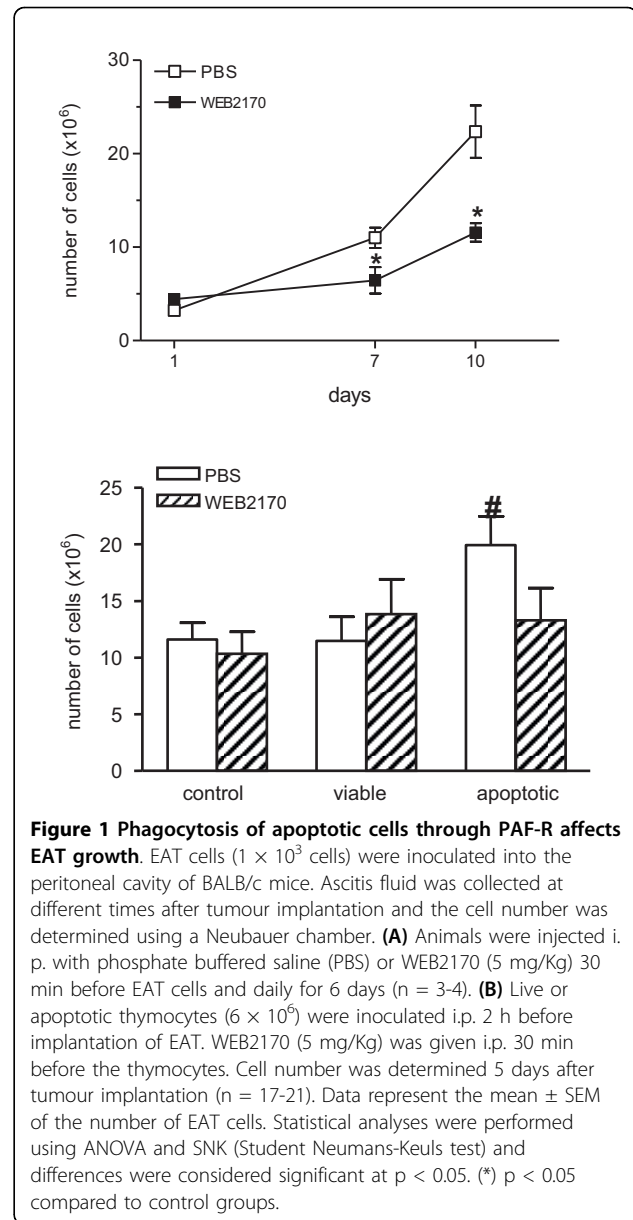 30
20
10
0
number of cells (x10⁶)
PBS
WEB2170
*
*
1
7
10
days
PBS
WEB2170
25
20
15
10
5
0
number of cells (x10⁶)
#
control
viable
apoptotic
Figure 1 Phagocytosis of apoptotic cells through PAF-R affects
EAT growth. EAT cells (1 × 10³ cells) were inoculated into the
peritoneal cavity of BALB/c mice. Ascitis fluid was collected at
different times after tumour implantation and the cell number was
determined using a Neubauer chamber. (A) Animals were injected i.
p. with phosphate buffered saline (PBS) or WEB2170 (5 mg/Kg) 30
min before EAT cells and daily for 6 days (n = 3-4). (B) Live or
apoptotic thymocytes (6 × 10⁶) were inoculated i.p. 2 h before
implantation of EAT. WEB2170 (5 mg/Kg) was given i.p. 30 min
before the thymocytes. Cell number was determined 5 days after
tumour implantation (n = 17-21). Data represent the mean ± SEM
of the number of EAT cells. Statistical analyses were performed
using ANOVA and SNK (Student Neumans-Keuls test) and
differences were considered significant at p < 0.05. (*) p < 0.05
compared to control groups.